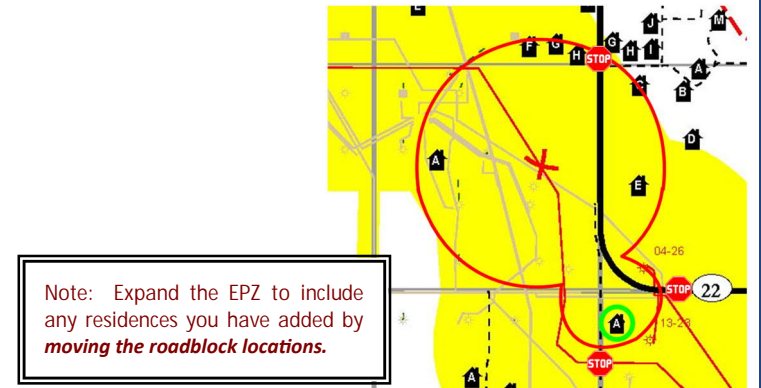 E
J
M
F
G
H
G
H
I
STOP
A
B
D
A
E
04-26
STOP
22
A
13-23
STOP
A
Note: Expand the EPZ to include
any residences you have added by
moving the roadblock locations.